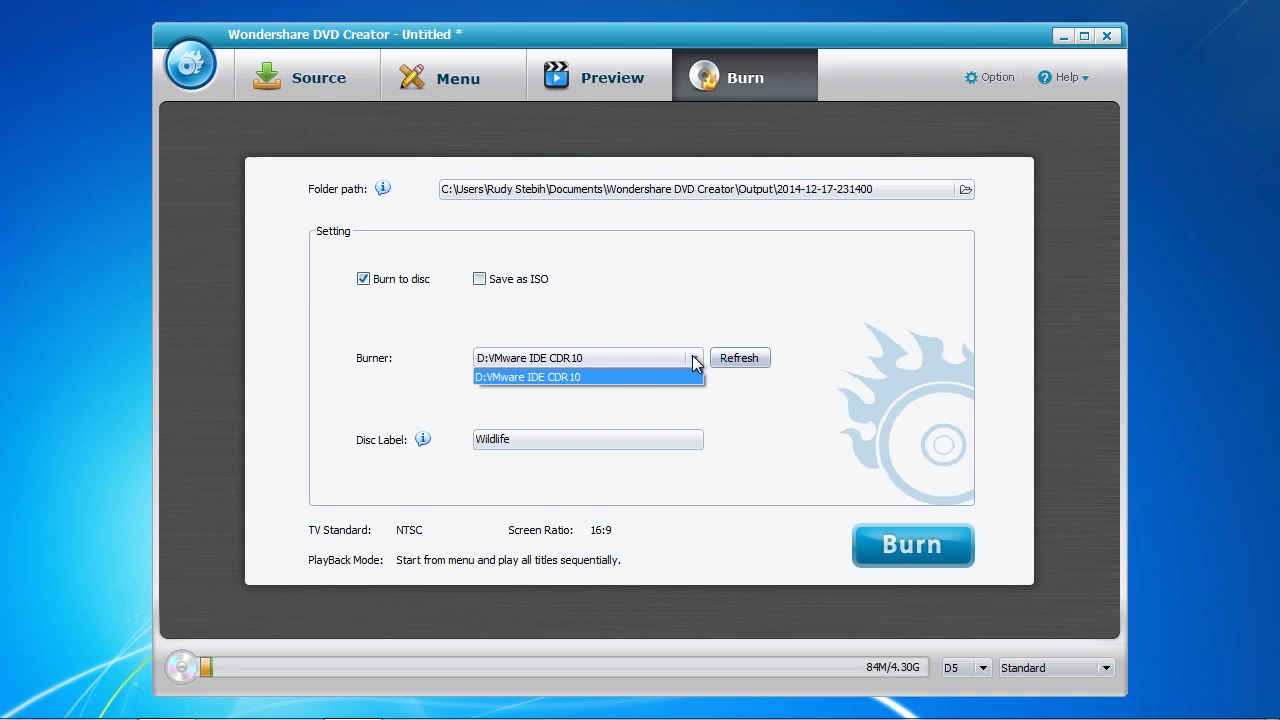 Wondershare DVD Creator - Untitled *
Source
Menu
Preview
Burn
Option
Help
Folder path:
C:\Users\Rudy Stebih\Documents\Wondershare DVD Creator\Output\2014-12-17-231400
Setting
Burn to disc
Save as ISO
Burner:
D:VMware IDE CDR10
Refresh
D:VMware IDE CDR10
Disc Label:
Wildlife
TV Standard: NTSC
Screen Ratio: 16:9
Burn
PlayBack Mode: Start from menu and play all titles sequentially.
84M/4.30G
D5
Standard